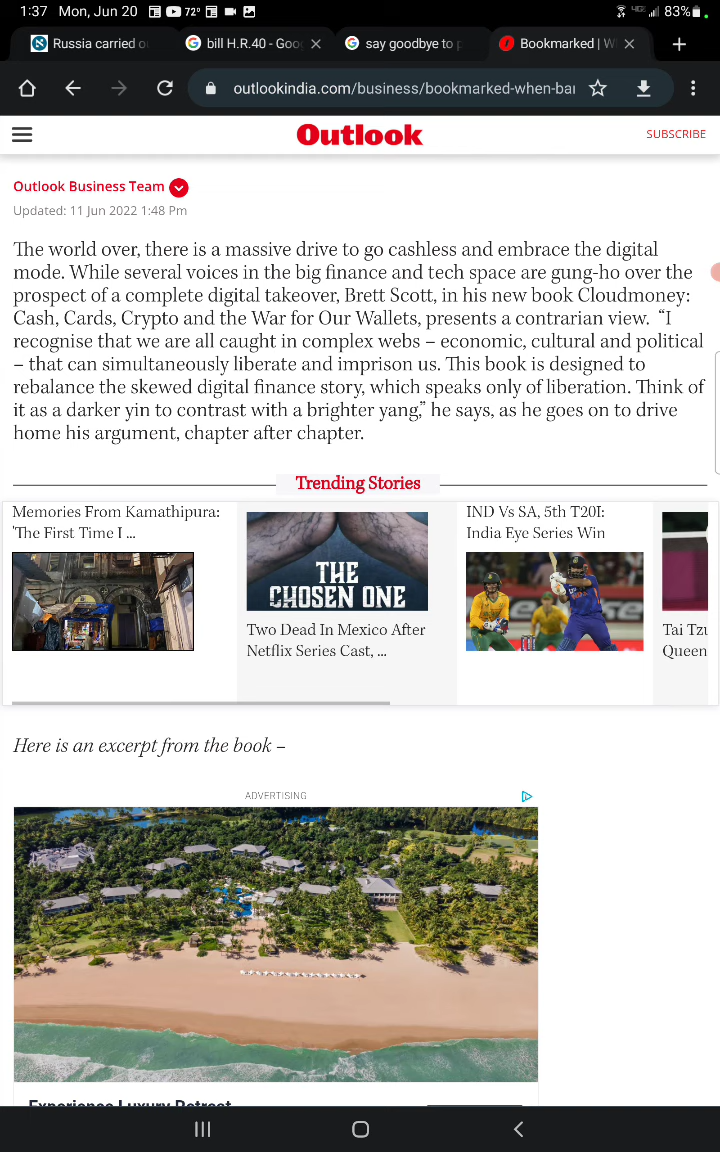 1:37 Mon, Jun 20 72° 83%
Russia carried o
bill H.R.40 - Goo
say goodbye to p
Bookmarked | W
outlookindia.com/business/bookmarked-when-ban
Outlook
SUBSCRIBE
Outlook Business Team
Updated: 11 Jun 2022 1:48 Pm
The world over, there is a massive drive to go cashless and embrace the digital
mode. While several voices in the big finance and tech space are gung-ho over the
prospect of a complete digital takeover, Brett Scott, in his new book Cloudmoney:
Cash, Cards, Crypto and the War for Our Wallets, presents a contrarian view. “I
recognise that we are all caught in complex webs – economic, cultural and political
– that can simultaneously liberate and imprison us. This book is designed to
rebalance the skewed digital finance story, which speaks only of liberation. Think of
it as a darker yin to contrast with a brighter yang,” he says, as he goes on to drive
home his argument, chapter after chapter.
Trending Stories
Memories From Kamathipura:
'The First Time I ...
THE
CHOSEN ONE
Two Dead In Mexico After
Netflix Series Cast, ...
IND Vs SA, 5th T20I:
India Eye Series Win
Tai Tzu
Queen
Here is an excerpt from the book –
ADVERTISING
Experience Luxury Retreat